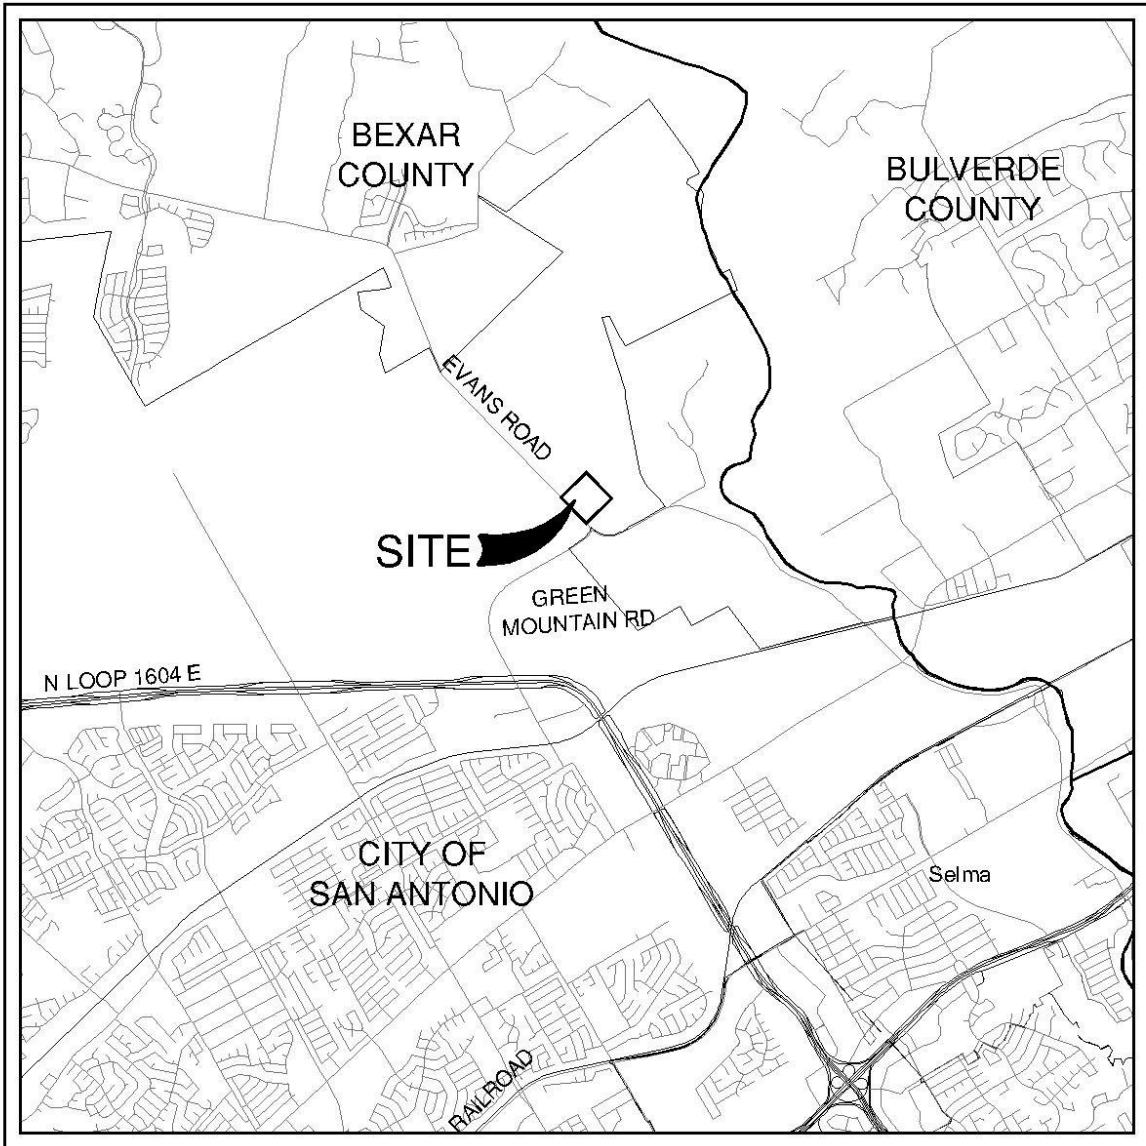 BEXAR
COUNTY
BULVERDE
COUNTY
EVANS ROAD
SITE
GREEN
MOUNTAIN RD
N LOOP 1604 E
CITY OF
SAN ANTONIO
Selma
RAILROAD